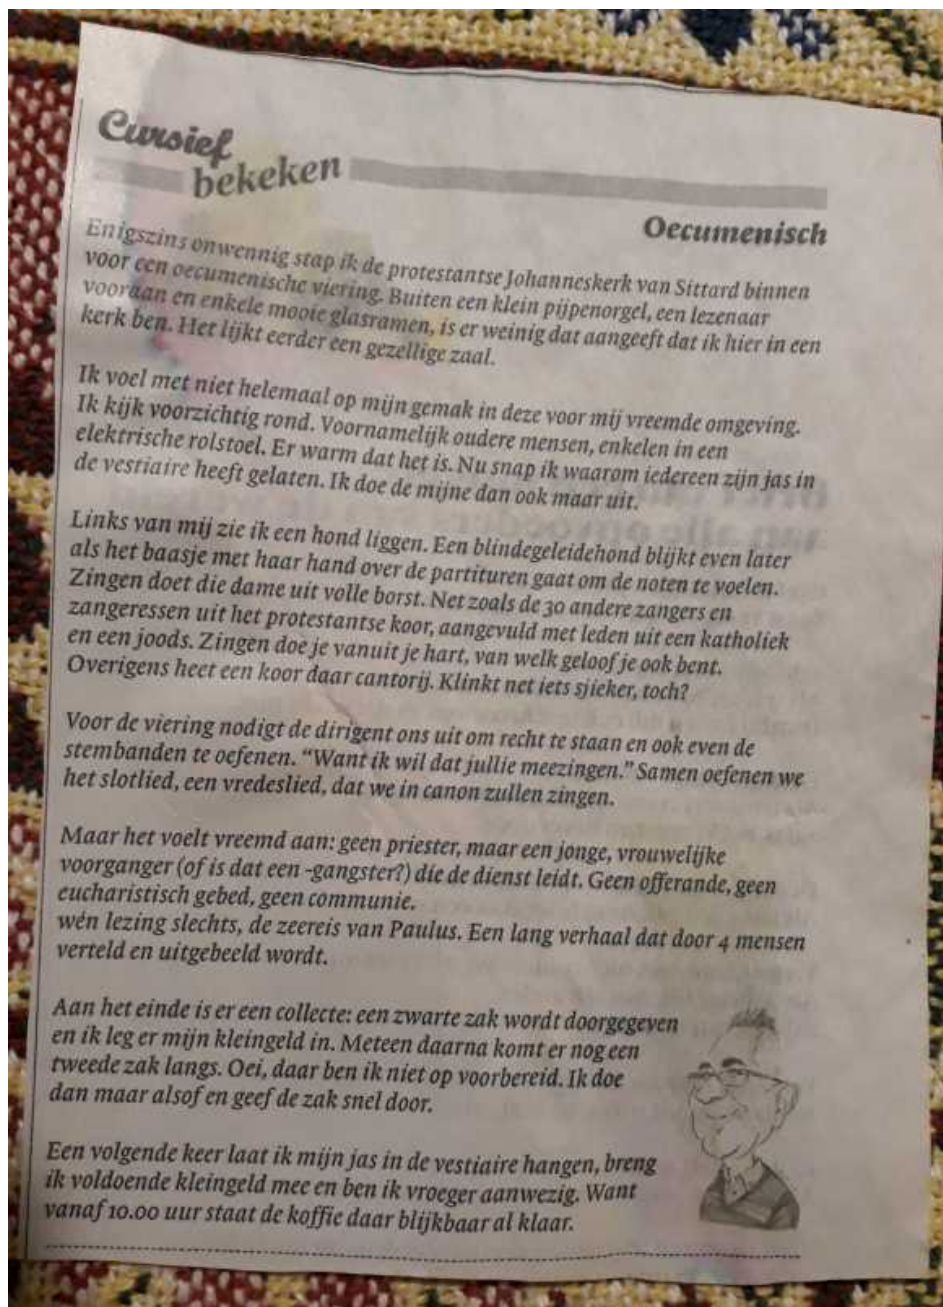 Cursief
bekeken
Oecumenisch
Enigszins onwennig stap ik de protestantse Johanneskerk van Sittard binnen
voor een oecumenische viering. Buiten een klein pijpenorgel, een lezenaar
vooraan en enkele mooie glasramen, is er weinig dat aangeeft dat ik hier in een
kerk ben. Het lijkt eerder een gezellige zaal.
Ik voel met niet helemaal op mijn gemak in deze voor mij vreemde omgeving.
Ik kijk voorzichtig rond. Voornamelijk oudere mensen, enkelen in een
elektrische rolstoel. Er warm dat het is. Nu snap ik waarom iedereen zijn jas in
de vestiaire heeft gelaten. Ik doe de mijne dan ook maar uit.
Links van mij zie ik een hond liggen. Een blindegeleidehond blijkt even later
als het baasje met haar hand over de partituren gaat om de noten te voelen.
Zingen doet die dame uit volle borst. Net zoals de 30 andere zangers en
zangeressen uit het protestantse koor, aangevuld met leden uit een katholiek
en een joods. Zingen doe je vanuit je hart, van welk geloof je ook bent.
Overigens heet een koor daar cantorij. Klinkt net iets sjieker, toch?
Voor de viering nodigt de dirigent ons uit om recht te staan en ook even de
stembanden te oefenen. “Want ik wil dat jullie meezingen.” Samen oefenen we
het slotlied, een vredeslied, dat we in canon zullen zingen.
Maar het voelt vreemd aan: geen priester, maar een jonge, vrouwelijke
voorganger (of is dat een -gangster?) die de dienst leidt. Geen offerande, geen
eucharistisch gebed, geen communie.
wén lezing slechts, de zeereis van Paulus. Een lang verhaal dat door 4 mensen
verteld en uitgebeeld wordt.
Aan het einde is er een collecte: een zwarte zak wordt doorgegeven
en ik leg er mijn kleingeld in. Meteen daarna komt er nog een
tweede zak langs. Oei, daar ben ik niet op voorbereid. Ik doe
dan maar alsof en geef de zak snel door.
Een volgende keer laat ik mijn jas in de vestiaire hangen, breng
ik voldoende kleingeld mee en ben ik vroeger aanwezig. Want
vanaf 10.00 uur staat de koffie daar blijkbaar al klaar.